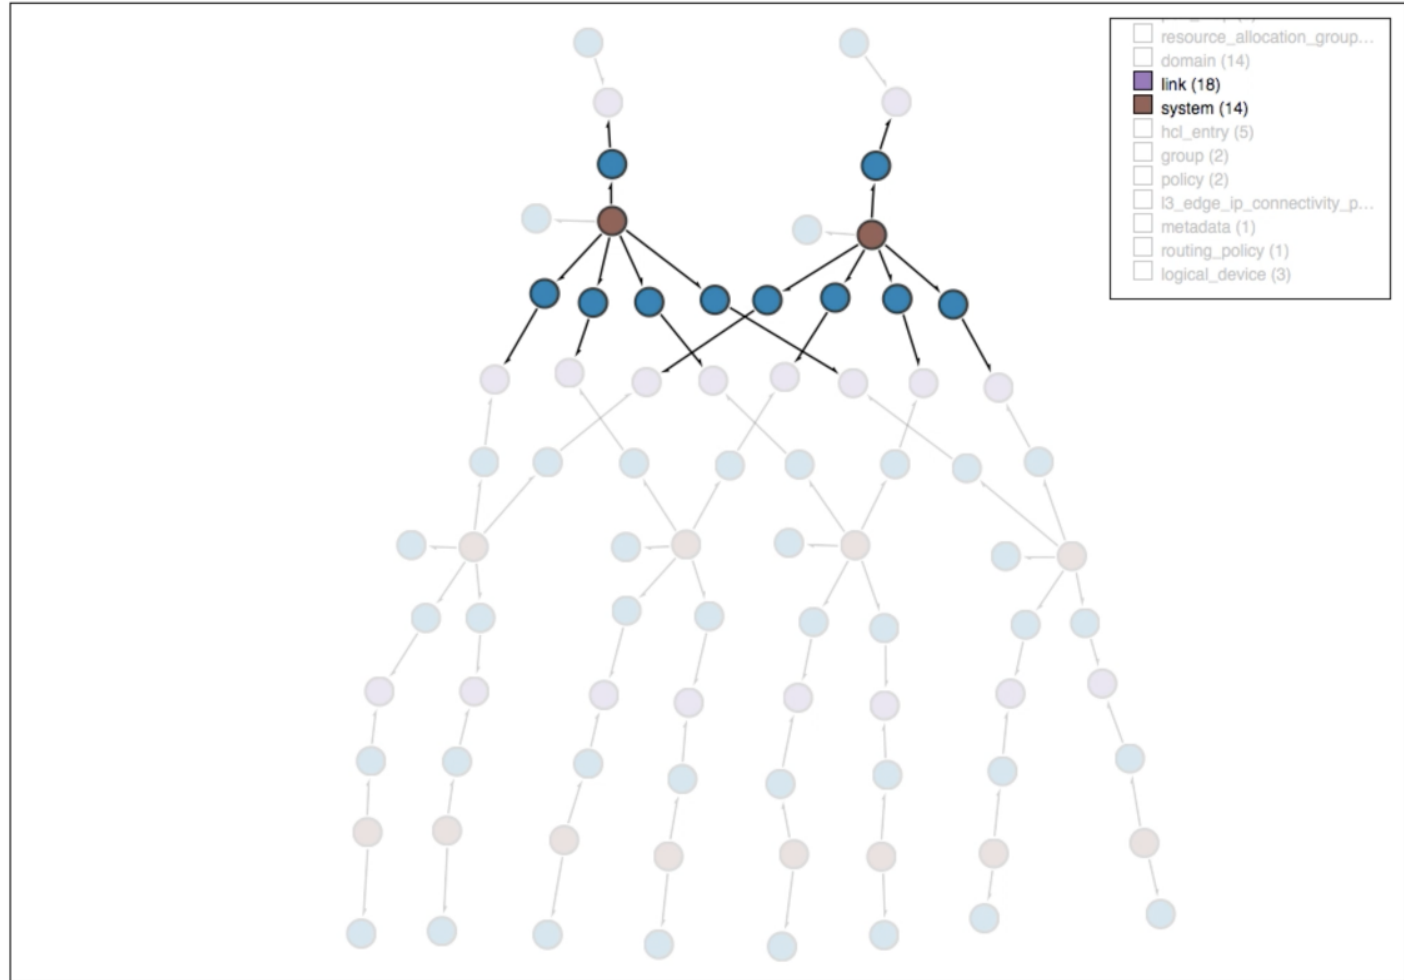 resource_allocation_group...
domain (14)
link (18)
system (14)
hcl_entry (5)
group (2)
policy (2)
l3_edge_ip_connectivity_p...
metadata (1)
routing_policy (1)
logical_device (3)